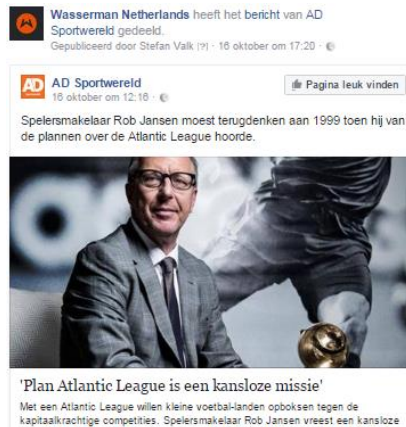 Wasserman Netherlands heeft het bericht van AD
Sportwereld gedeeld.
Gepubliceerd door Stefan Valk [?] · 16 oktober om 17:20 ·
AD
AD Sportwereld
16 oktober om 12:16 ·
Pagina leuk vinden
Spelersmakelaar Rob Jansen moest terugdenken aan 1999 toen hij van
de plannen over de Atlantic League hoorde.
'Plan Atlantic League is een kansloze missie'
Met een Atlantic League willen kleine voetbal-landen opboksen tegen de
kapitaalkrachtige competities. Spelersmakelaar Rob Jansen vreest een kansloze